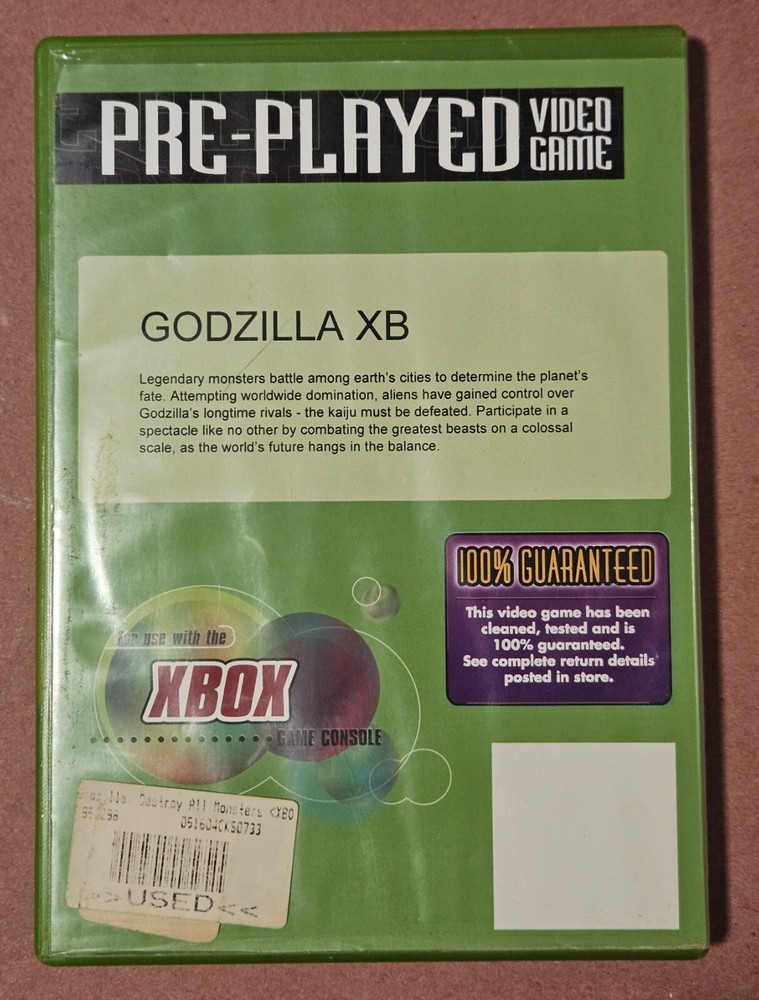 PRE-PLAYED VIDEO GAME
GODZILLA XB
Legendary monsters battle among earth's cities to determine the planet's
fate. Attempting worldwide domination, aliens have gained control over
Godzilla's longtime rivals - the kaiju must be defeated. Participate in a
spectacle like no other by combating the greatest beasts on a colossal
scale, as the world's future hangs in the balance.
100% GUARANTEED
This video game has been
cleaned, tested and is
100% guaranteed.
See complete return details
posted in store.
For use with the
XBOX
GAME CONSOLE
Destroy All Monsters <XBO
051604CKS0733
>>USED<<